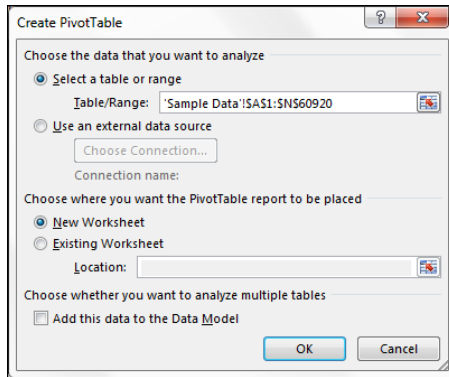 Create PivotTable
?
Choose the data that you want to analyze
Select a table or range
Table/Range: 'Sample Data'!$A$1:$N$60920
Use an external data source
Choose Connection...
Connection name:
Choose where you want the PivotTable report to be placed
New Worksheet
Existing Worksheet
Location:
Choose whether you want to analyze multiple tables
Add this data to the Data Model
OK Cancel